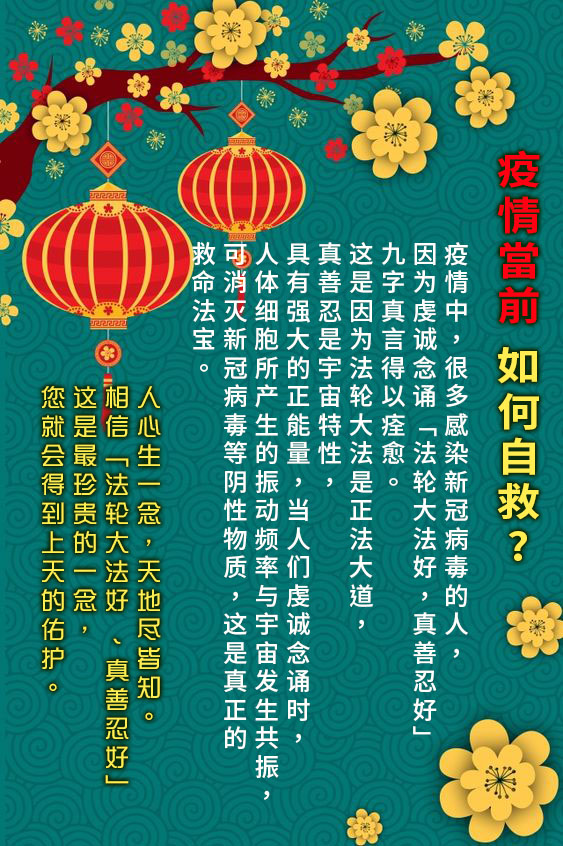 疫情當前 如何自救？
疫情中，很多感染新冠病毒的人，
因为虔诚念诵「法轮大法好，真善忍好」
九字真言得以痊愈。
这是因为法轮大法是正法大道，
真善忍是宇宙特性，
具有强大的正能量，当人们虔诚念诵时，
人体细胞所产生的振动频率与宇宙发生共振，
可消灭新冠病毒等阴性物质，这是真正的
救命法宝。
人心生一念，天地尽皆知。
相信「法轮大法好、真善忍好」
这是最珍贵的一念，
您就会得到上天的佑护。